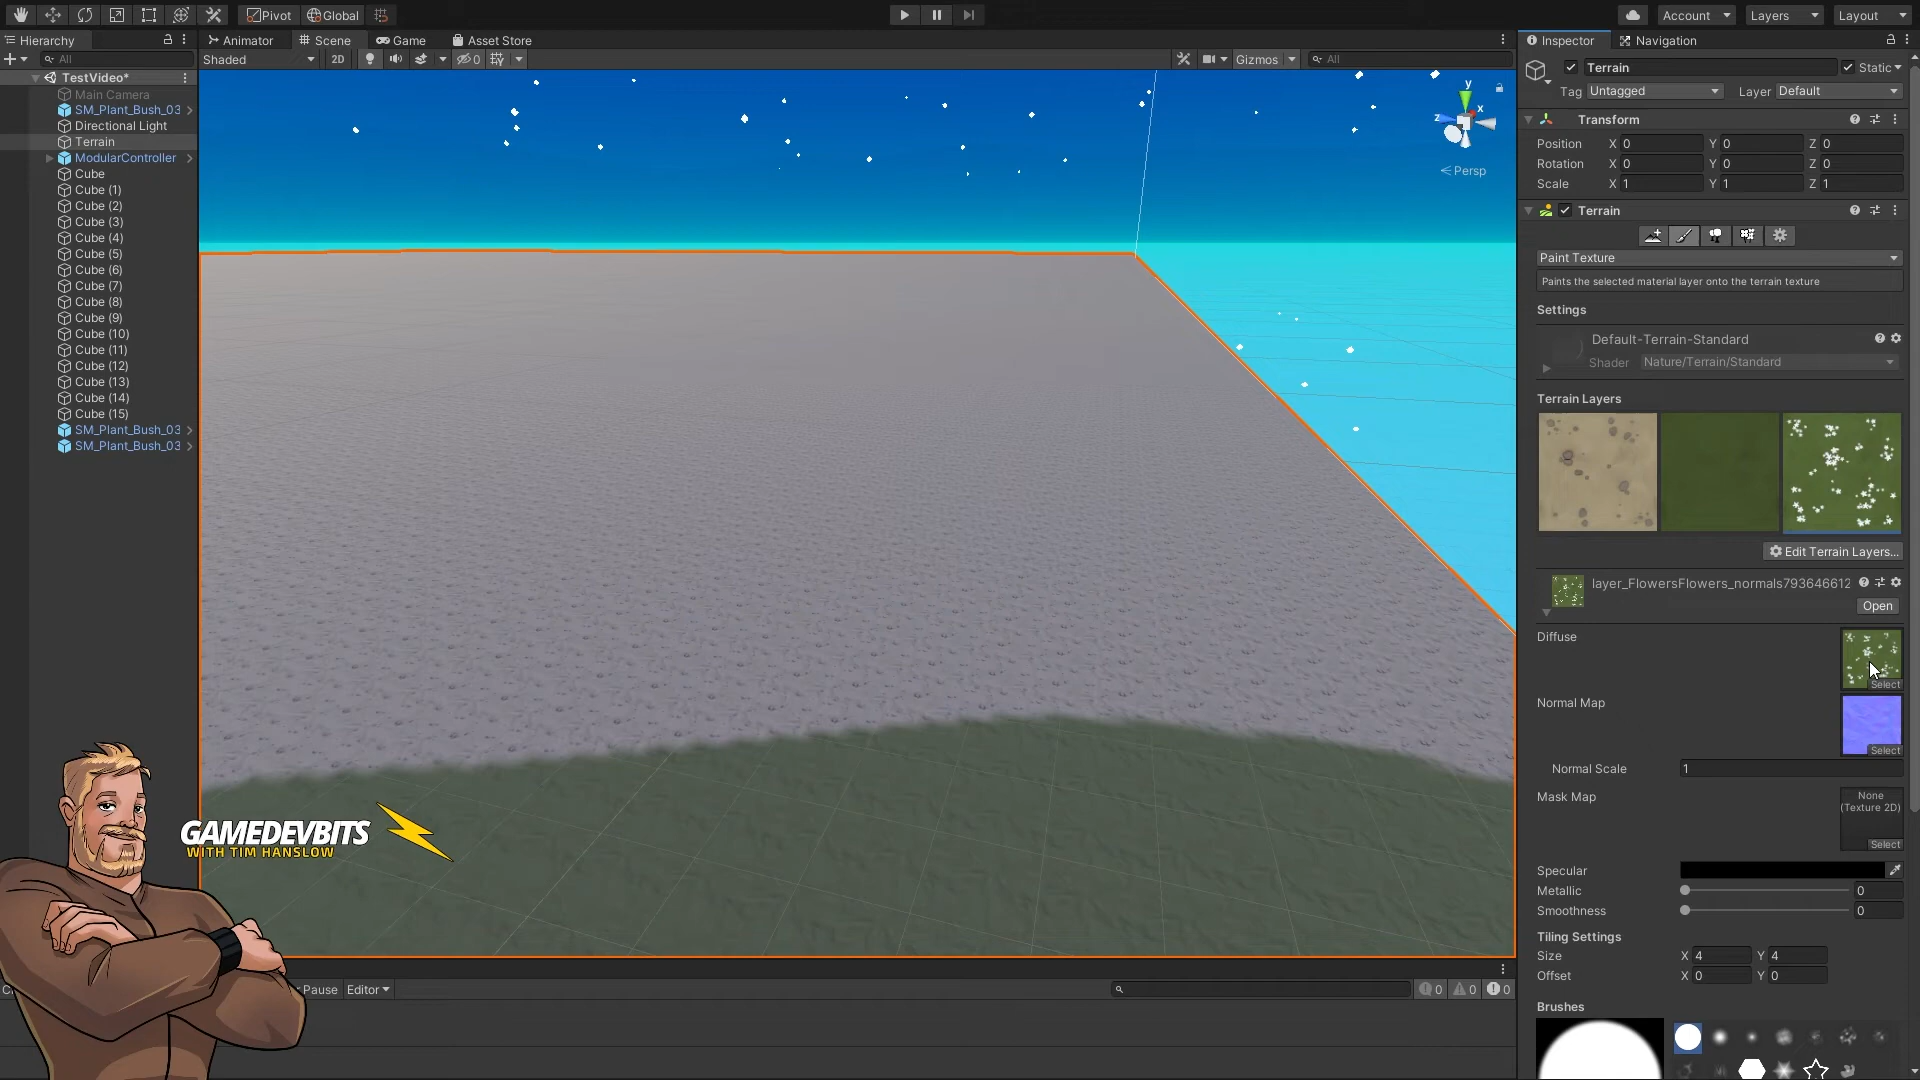 Pivot Global Account Layers Layout
Hierarchy Animator Scene Game Asset Store Inspector Navigation
All Shaded 2D 0 Gizmos All
Terrain Static
TestVideo*
Main Camera
SM_Plant_Bush_03
Directional Light
Terrain
ModularController
Cube
Cube (1)
Cube (2)
Cube (3)
Cube (4)
Cube (5)
Cube (6)
Cube (7)
Cube (8)
Cube (9)
Cube (10)
Cube (11)
Cube (12)
Cube (13)
Cube (14)
Cube (15)
SM_Plant_Bush_03
SM_Plant_Bush_03
y
x
z
Persp
Tag Untagged Layer Default
Transform
Position X 0 Y 0 Z 0
Rotation X 0 Y 0 Z 0
Scale X 1 Y 1 Z 1
Terrain
Paint Texture
Paints the selected material layer onto the terrain texture
Settings
Default-Terrain-Standard
Shader Nature/Terrain/Standard
Terrain Layers
Edit Terrain Layers...
layer_FlowersFlowers_normals793646612
Open
Diffuse
Select
Normal Map
Select
Normal Scale 1
Mask Map
None
(Texture 2D)
Select
Specular
Metallic 0
Smoothness 0
Tiling Settings
Size X 4 Y 4
Offset X 0 Y 0
Brushes
GAMEDEVBITS
WITH TIM HANSLOW
Pause Editor 0 0 0